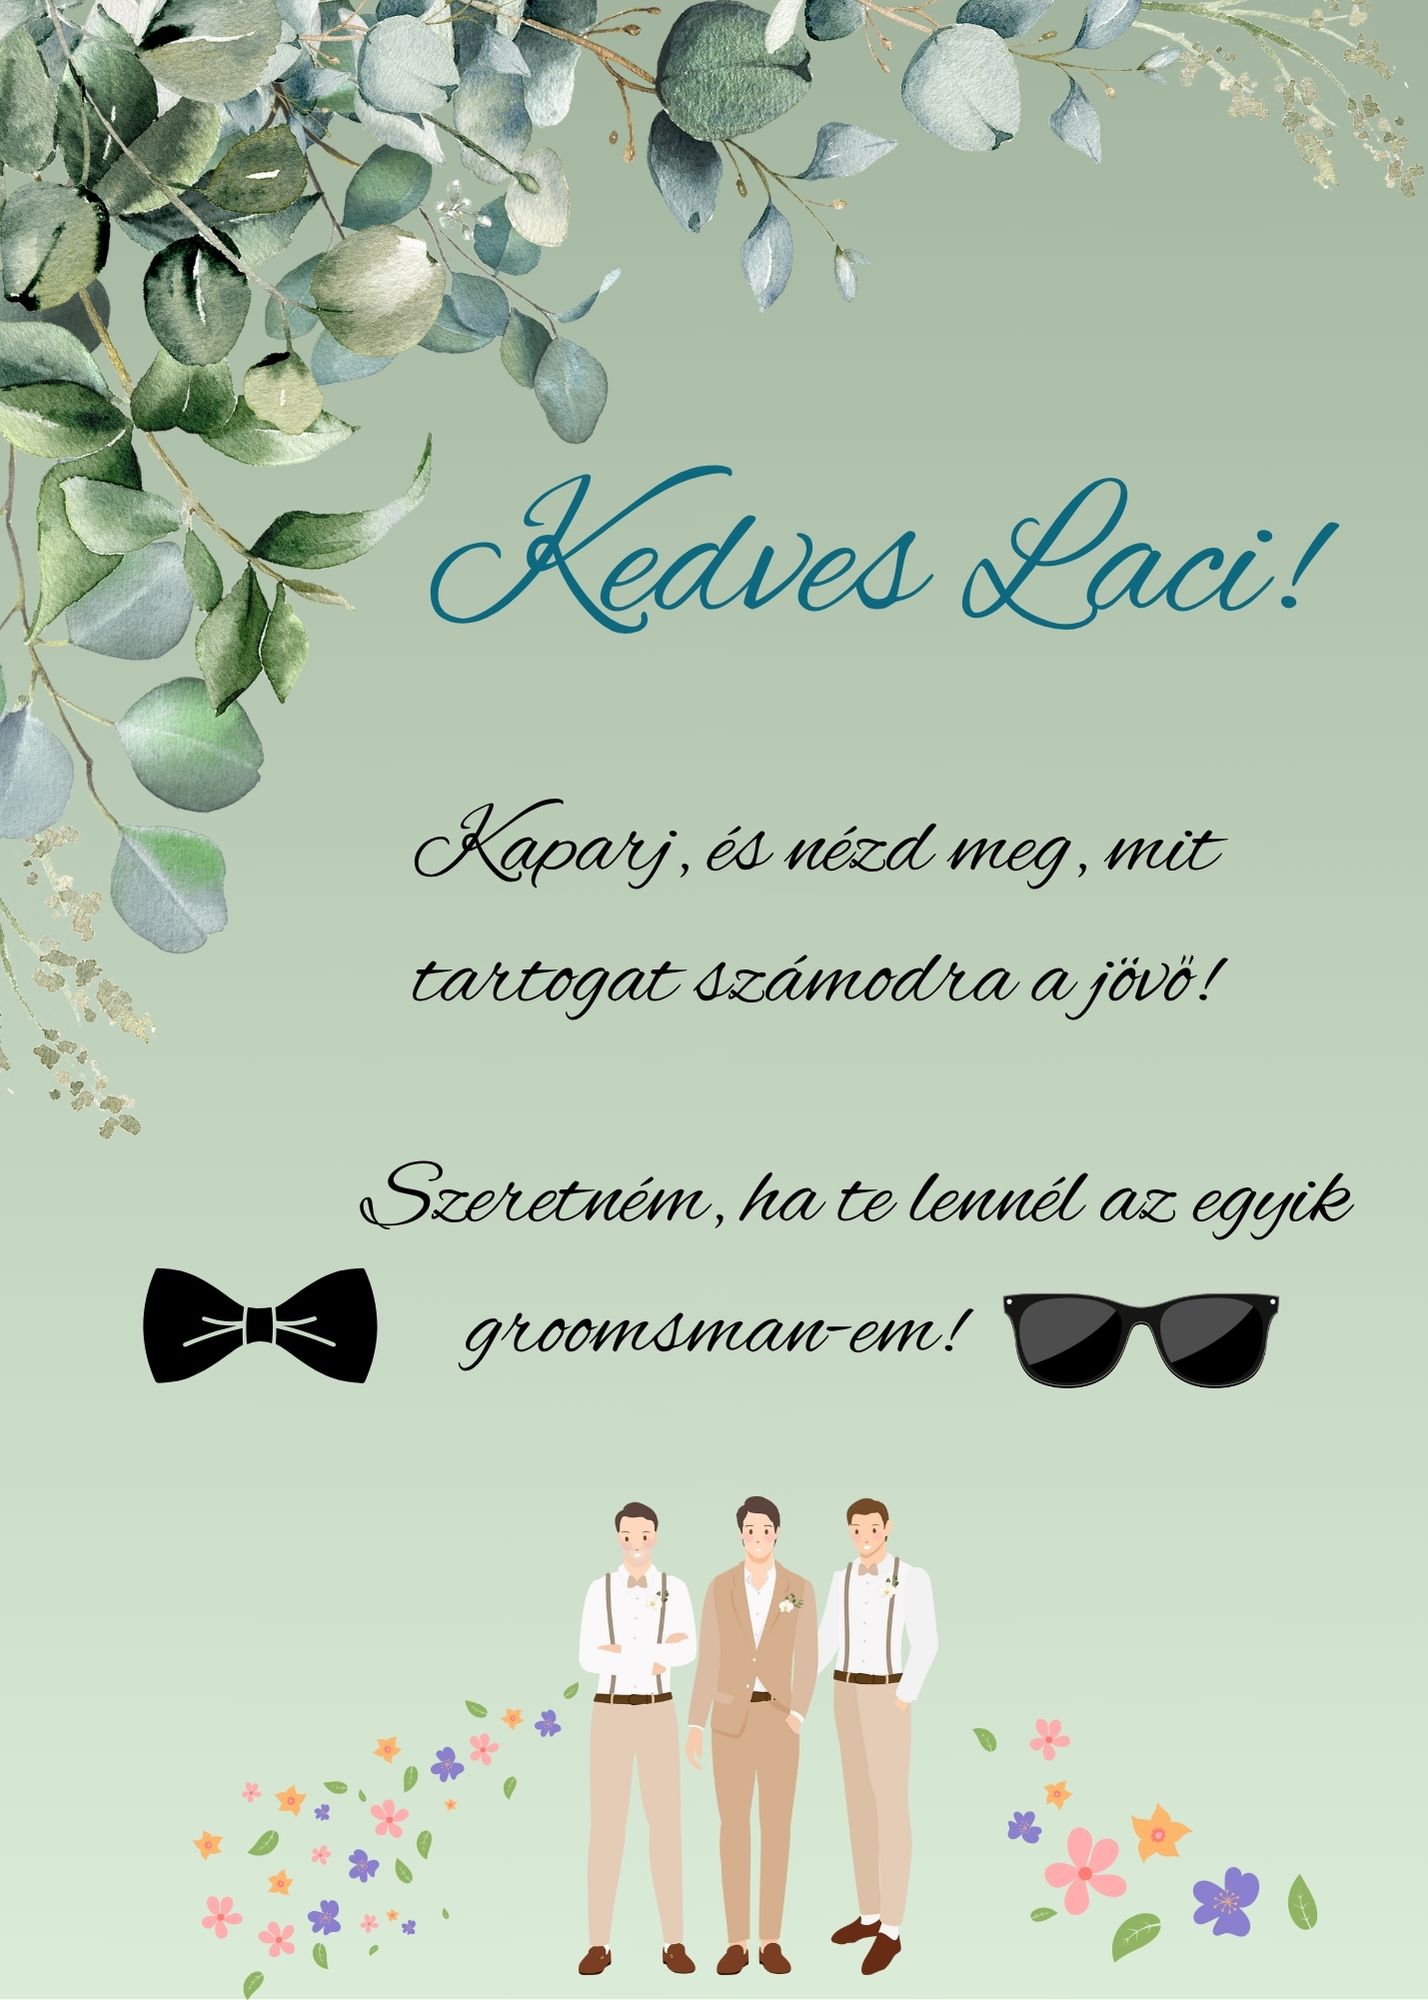 Kedves Laci!
Kaparj, és nézd meg, mit
tartogat számodra a jövő!
Szeretném, ha te lennél az egyik
groomsman-em!